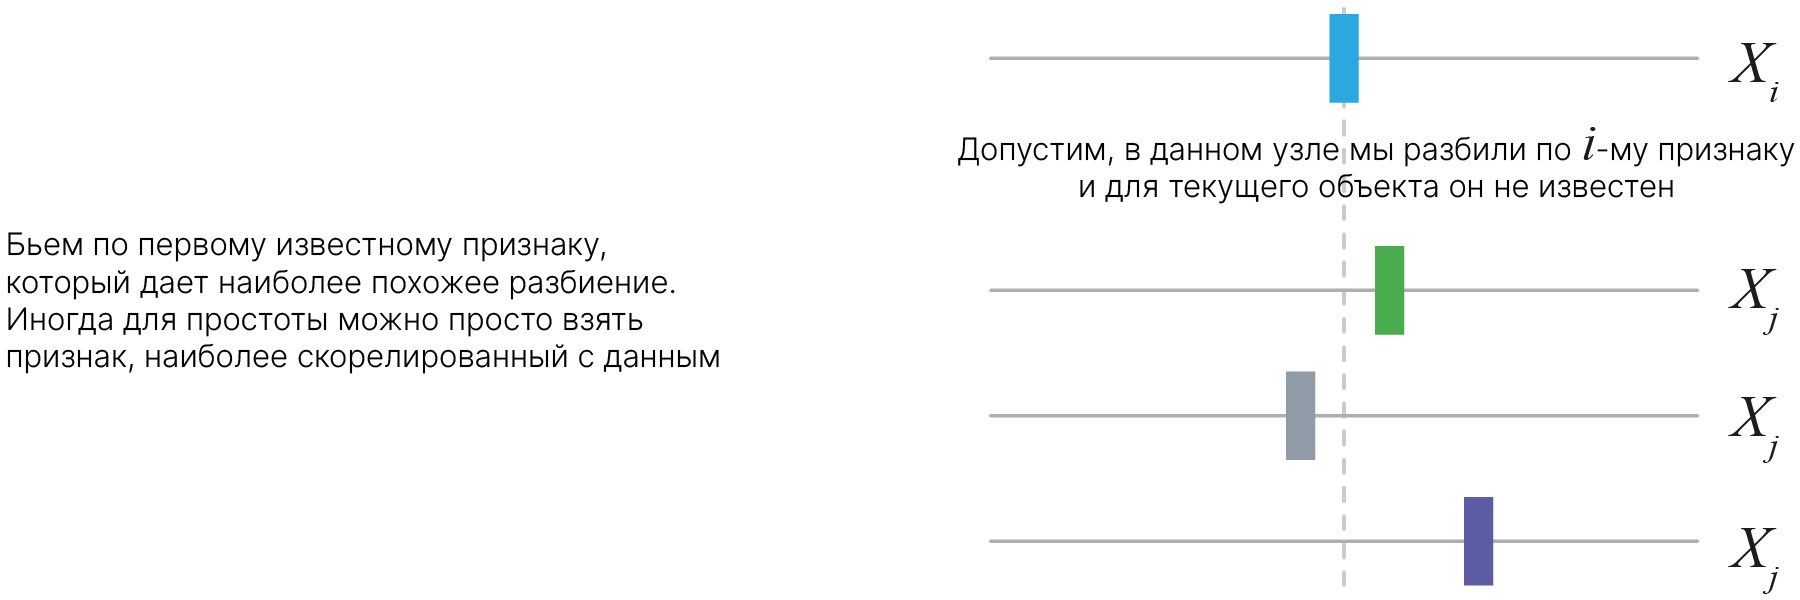 X_i
Допустим, в данном узле мы разбили по i-му признаку
и для текущего объекта он не известен
Бьем по первому известному признаку,
который дает наиболее похожее разбиение.
Иногда для простоты можно просто взять
признак, наиболее скорелированный с данным
X_j
X_j
X_j